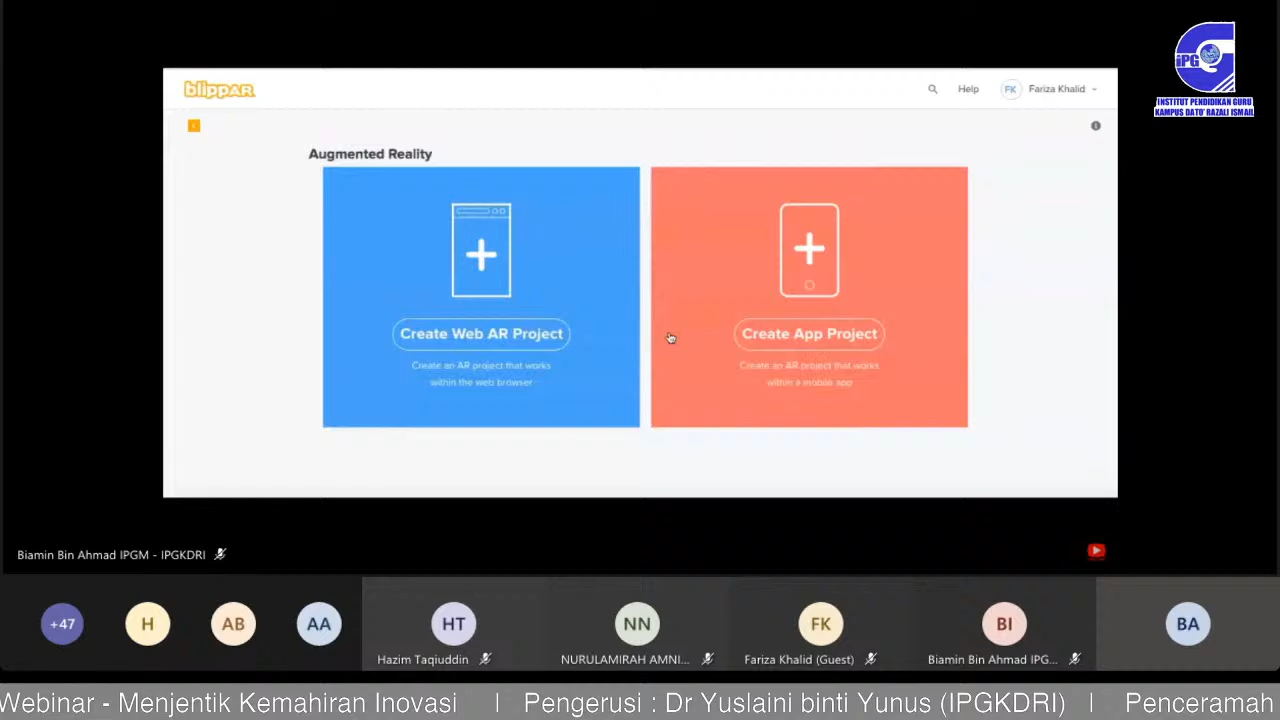 iPG
INSTITUT PENDIDIKAN GURU
KAMPUS DATO' RAZALI ISMAIL
blippAR
Help
FK
Fariza Khalid
Augmented Reality
Create Web AR Project
Create an AR project that works
within the web browser
Create App Project
Create an AR project that works
within a mobile app
Biamin Bin Ahmad IPGM - IPGKDRI
+47
H
AB
AA
HT
Hazim Taqiuddin
NN
NURULAMIRAH AMNI...
FK
Fariza Khalid (Guest)
BI
Biamin Bin Ahmad IPG...
BA
Webinar - Menjentik Kemahiran Inovasi | Pengerusi : Dr Yuslaini binti Yunus (IPGKDRI) | Penceramah